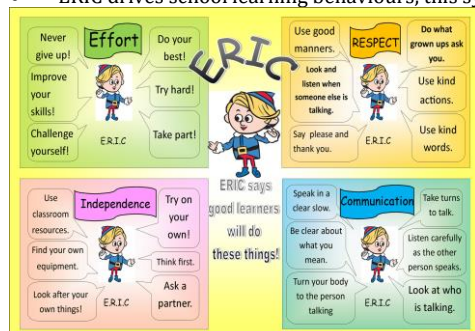 ERIC drives school learning behaviours, this s
Effort
Never
give up!
Improve
your
skills!
Challenge
yourself!
Do your
best!
Try hard!
Take part!
E.R.I.C
ERIC
RESPECT
Use good
manners.
Look and
listen when
someone else is
talking.
Say please and
thank you.
Do what
grown ups ask
you.
Use kind
actions.
Use kind
words.
E.R.I.C
ERIC says
good learners
will do
these things!
Independence
Use
classroom
resources.
Find your own
equipment.
Look after your
own things!
Try on
your
own!
Think first.
Ask a
partner.
E.R.I.C
Communication
Speak in a
clear slow.
Be clear about
what you
mean.
Turn your
body to the
person
talking
Take turns
to talk.
Listen carefully
as the other
person speaks.
Look at who
is talking.
E.R.I.C